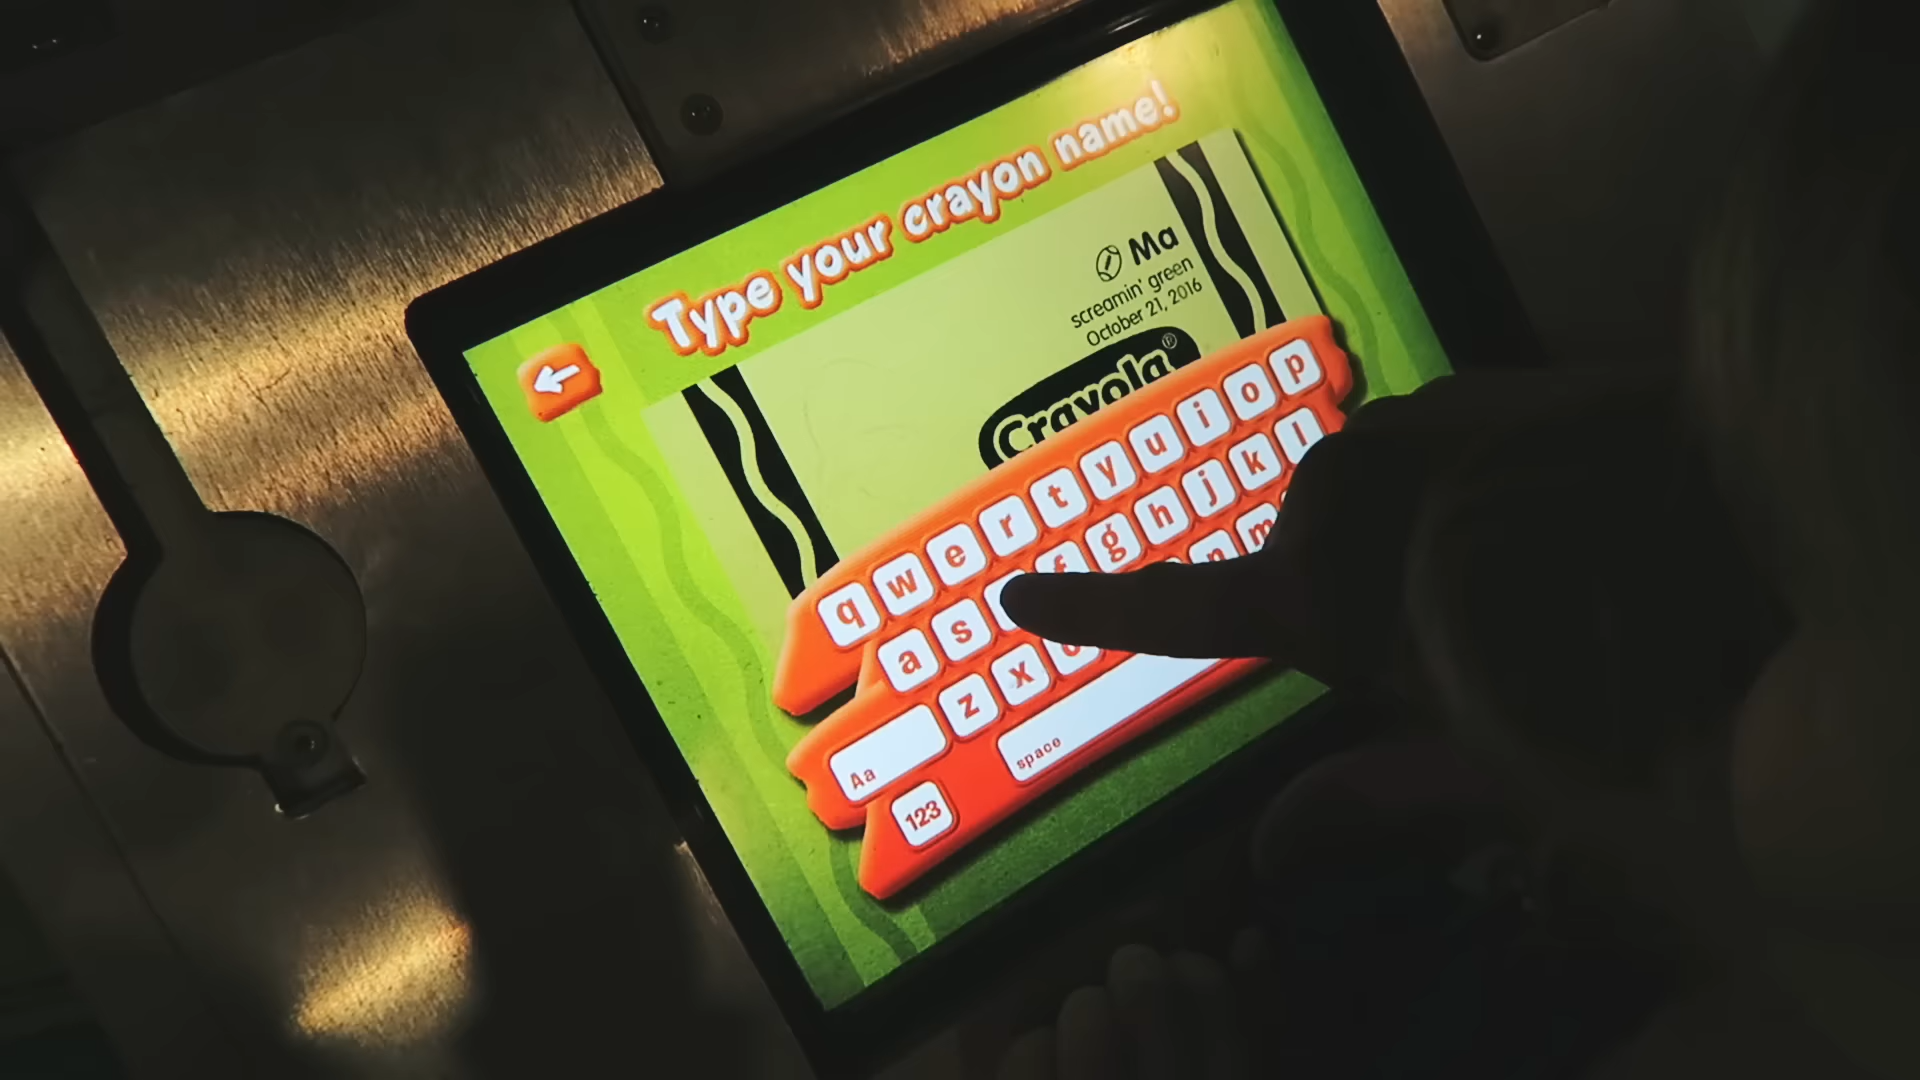 Type your crayon name!
Ma
screamin' green
October 21, 2016
Crayola®
q w e r t y u i o p
a s f g h j k l
z x n m
Aa
123 space